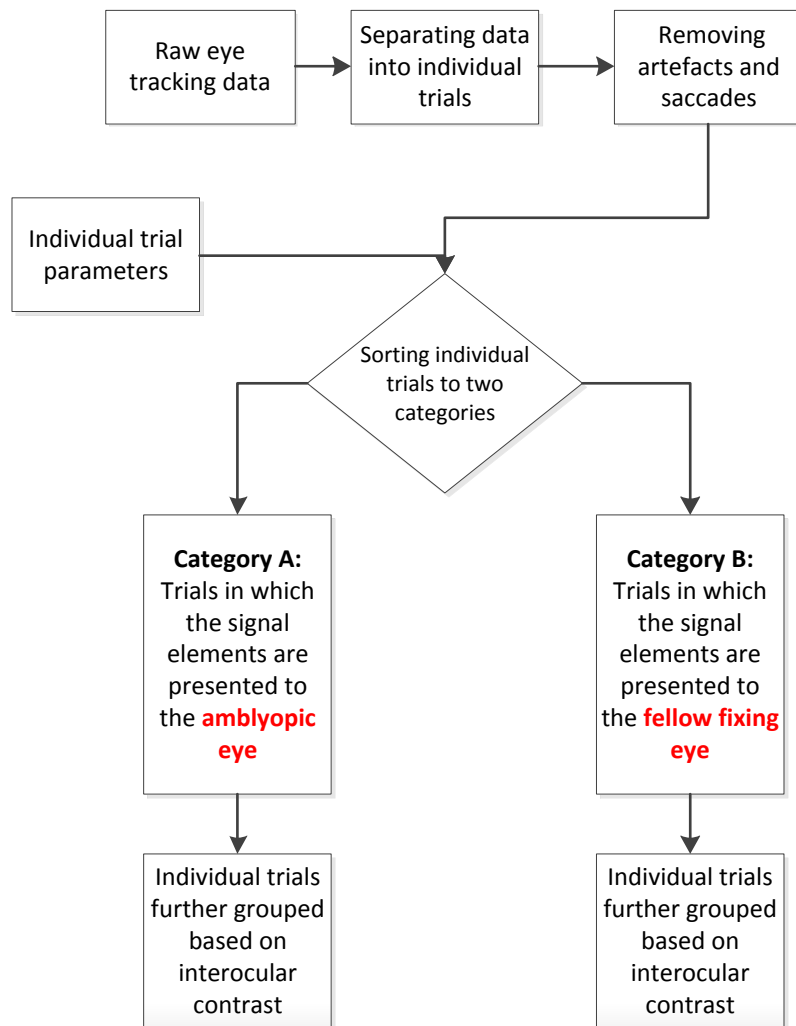 Raw eye
tracking data
Separating data
into individual
trials
Removing
artefacts and
saccades
Individual trial
parameters
Sorting individual
trials to two
categories
Category A:
Trials in which
the signal
elements are
presented to
the amblyopic
eye
Category B:
Trials in which
the signal
elements are
presented to
the fellow fixing
eye
Individual trials
further grouped
based on
interocular
contrast
Individual trials
further grouped
based on
interocular
contrast